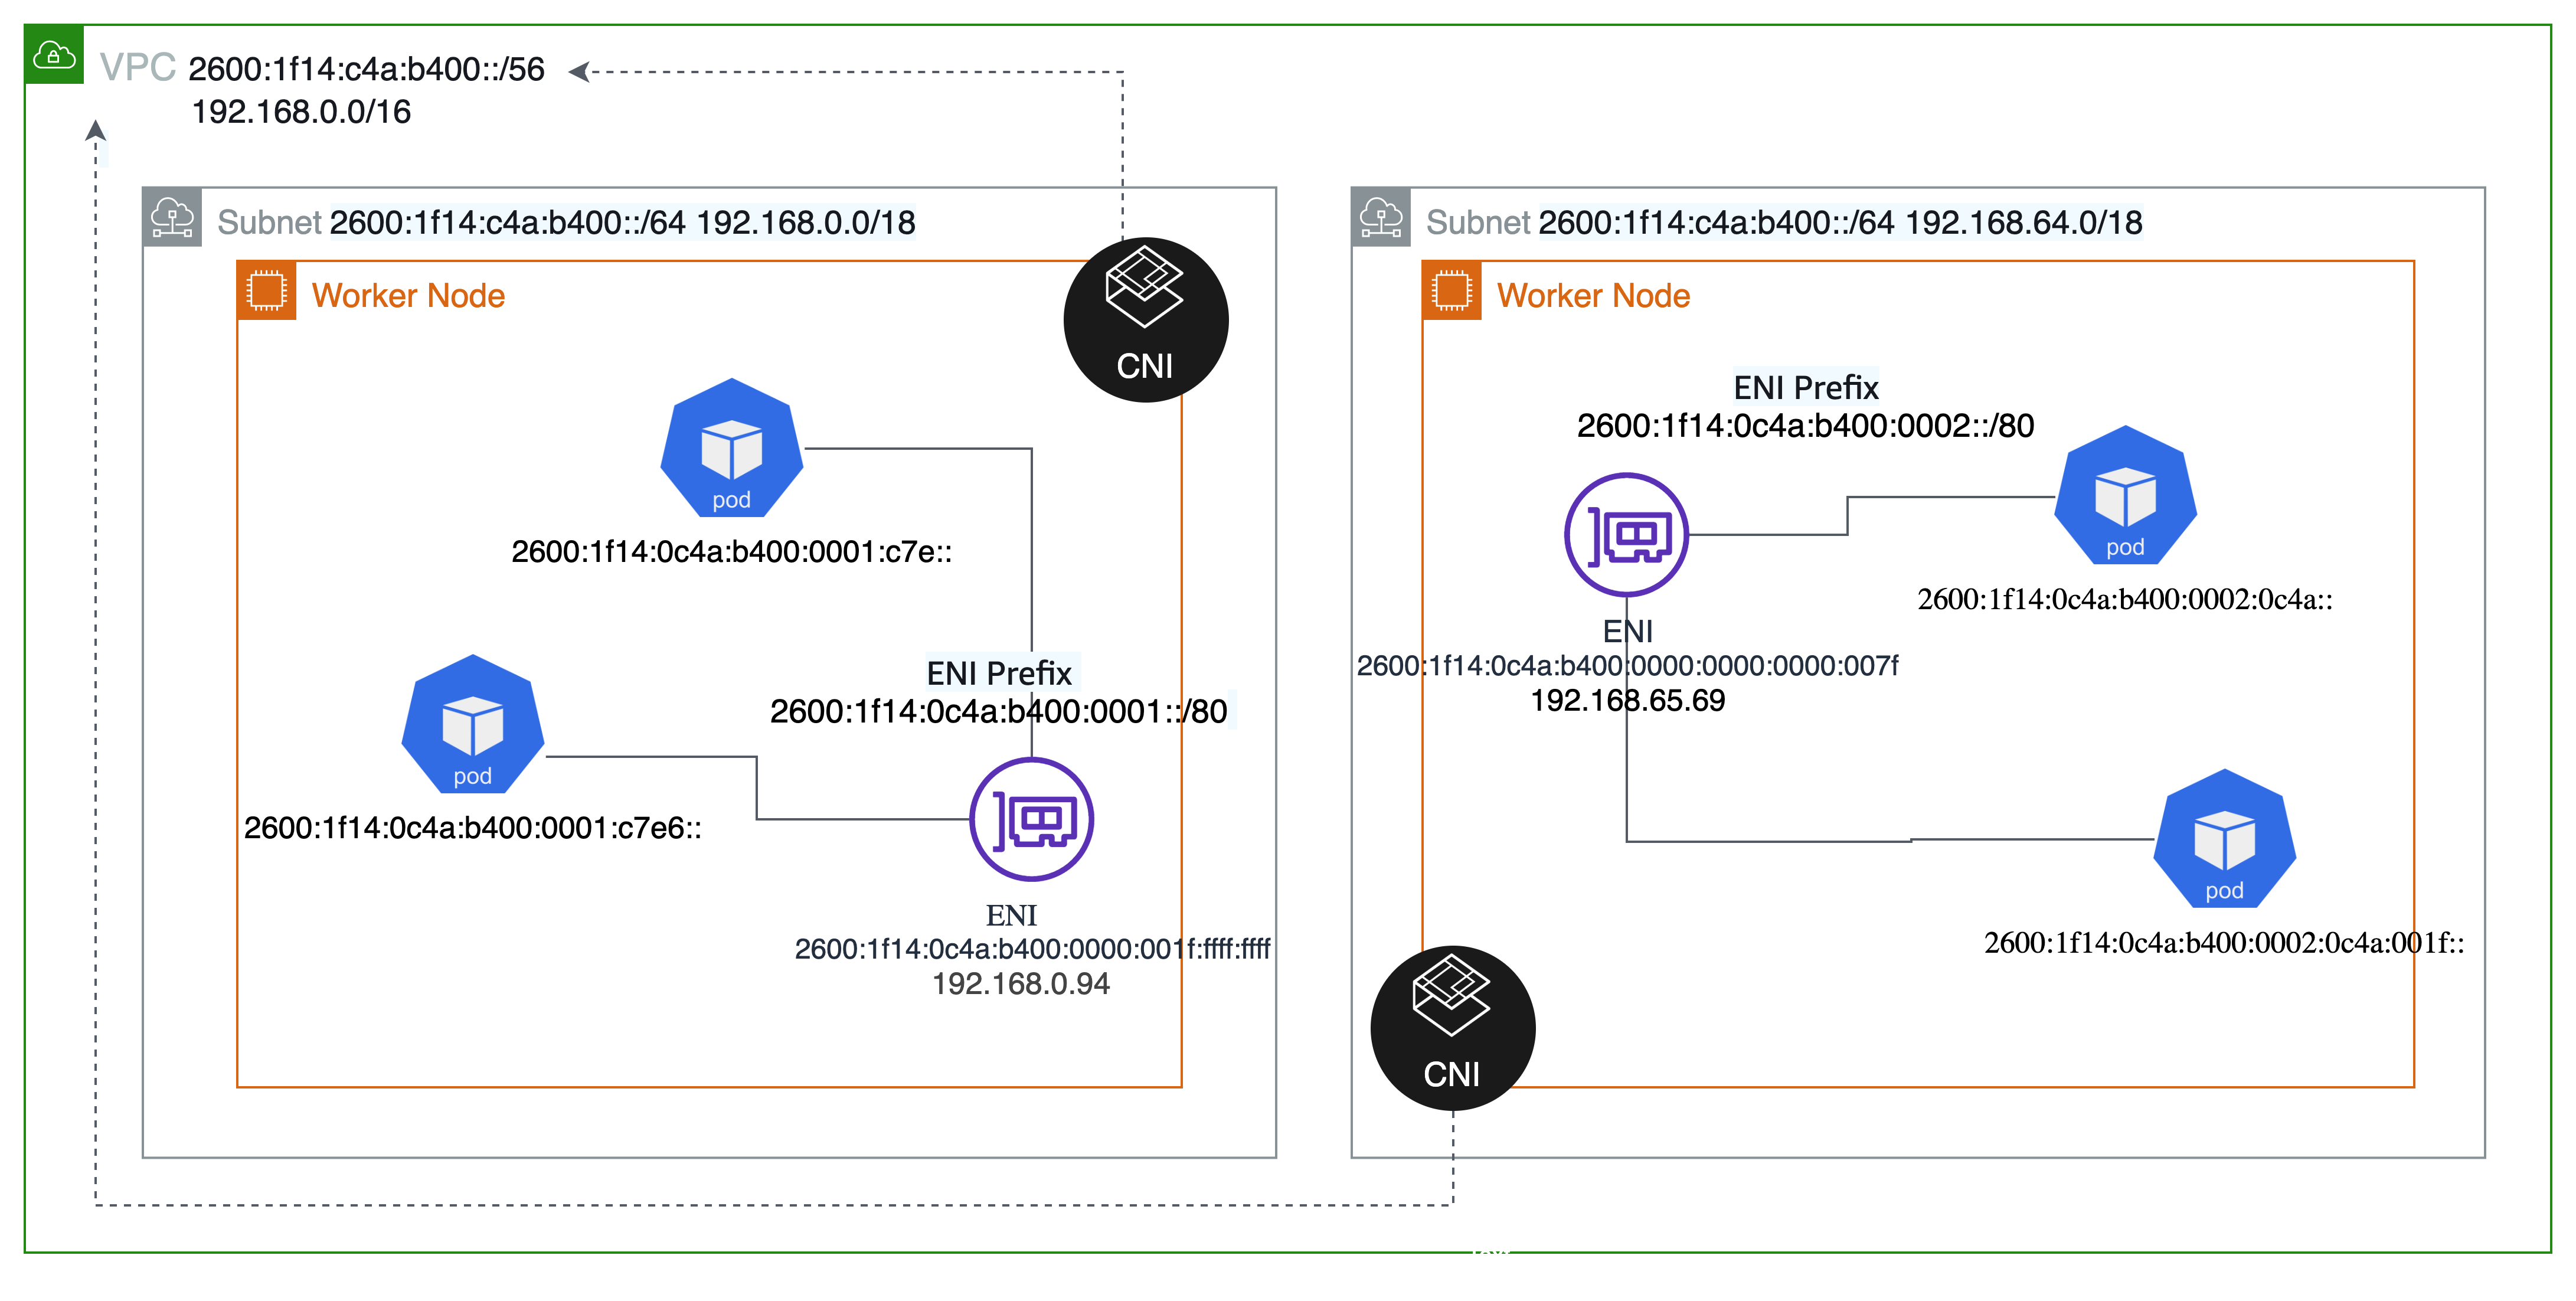 VPC 2600:1f14:c4a:b400::/56
192.168.0.0/16
Subnet 2600:1f14:c4a:b400::/64 192.168.0.0/18
Worker Node
CNI
pod
2600:1f14:0c4a:b400:0001:c7e::
pod
2600:1f14:0c4a:b400:0001:c7e6::
ENI Prefix
2600:1f14:0c4a:b400:0001::/80
ENI
2600:1f14:0c4a:b400:0000:001f:ffff:ffff
192.168.0.94
Subnet 2600:1f14:c4a:b400::/64 192.168.64.0/18
Worker Node
ENI Prefix
2600:1f14:0c4a:b400:0002::/80
pod
2600:1f14:0c4a:b400:0002:0c4a::
ENI
2600:1f14:0c4a:b400:0000:0000:0000:007f
192.168.65.69
pod
2600:1f14:0c4a:b400:0002:0c4a:001f::
CNI